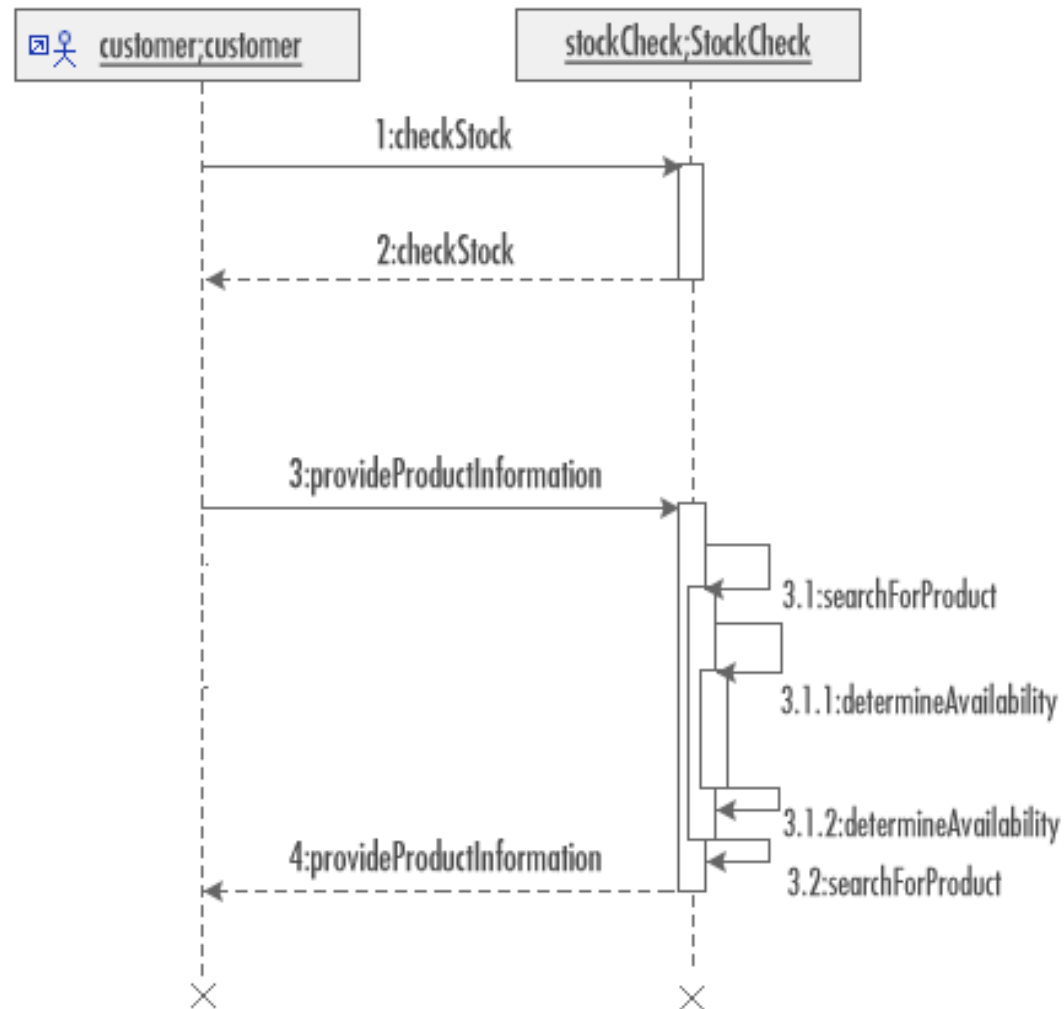 customer;customer
stockCheck;StockCheck
1:checkStock
2:checkStock
3:provideProductInformation
3.1:searchForProduct
3.1.1:determineAvailability
3.1.2:determineAvailability
4:provideProductInformation
3.2:searchForProduct